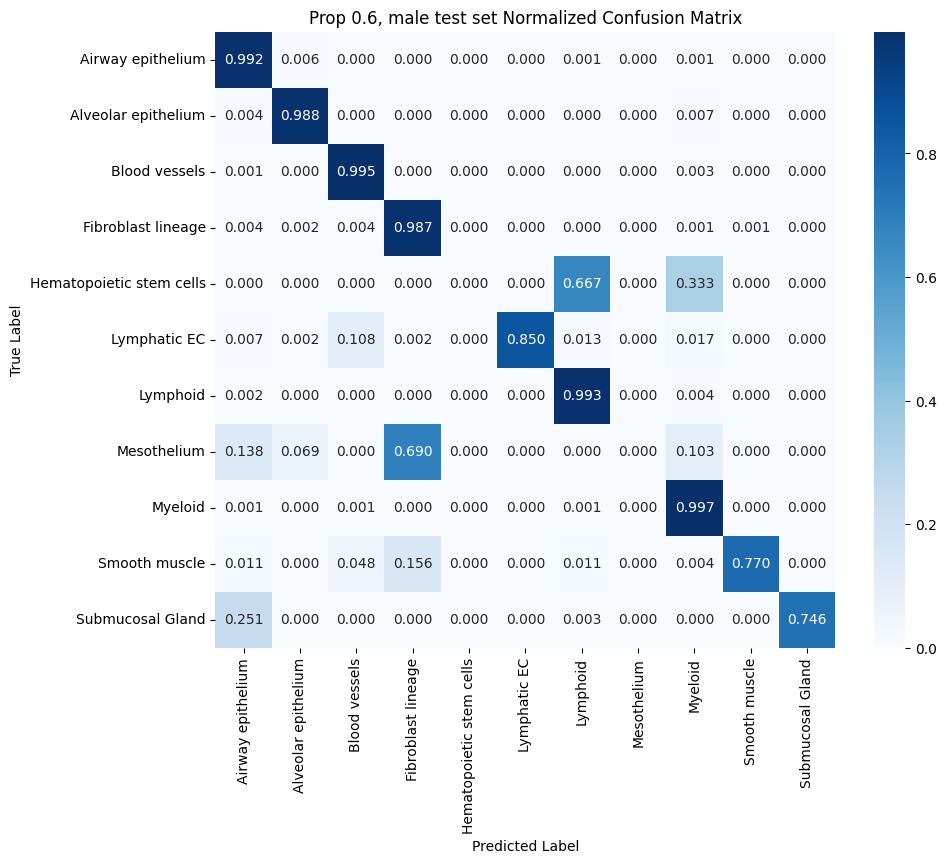 Prop 0.6, male test set Normalized Confusion Matrix
True Label
Airway epithelium 0.992 0.006 0.000 0.000 0.000 0.000 0.001 0.000 0.001 0.000 0.000
Alveolar epithelium 0.004 0.988 0.000 0.000 0.000 0.000 0.000 0.000 0.007 0.000 0.000
Blood vessels 0.001 0.000 0.995 0.000 0.000 0.000 0.000 0.000 0.003 0.000 0.000
Fibroblast lineage 0.004 0.002 0.004 0.987 0.000 0.000 0.000 0.000 0.001 0.001 0.000
Hematopoietic stem cells 0.000 0.000 0.000 0.000 0.000 0.000 0.667 0.000 0.333 0.000 0.000
Lymphatic EC 0.007 0.002 0.108 0.002 0.000 0.850 0.013 0.000 0.017 0.000 0.000
Lymphoid 0.002 0.000 0.000 0.000 0.000 0.000 0.993 0.000 0.004 0.000 0.000
Mesothelium 0.138 0.069 0.000 0.690 0.000 0.000 0.000 0.000 0.103 0.000 0.000
Myeloid 0.001 0.000 0.001 0.000 0.000 0.000 0.001 0.000 0.997 0.000 0.000
Smooth muscle 0.011 0.000 0.048 0.156 0.000 0.000 0.011 0.000 0.004 0.770 0.000
Submucosal Gland 0.251 0.000 0.000 0.000 0.000 0.000 0.003 0.000 0.000 0.000 0.746
Airway epithelium
Alveolar epithelium
Blood vessels
Fibroblast lineage
Hematopoietic stem cells
Lymphatic EC
Lymphoid
Mesothelium
Myeloid
Smooth muscle
Submucosal Gland
Predicted Label
0.8
0.6
0.4
0.2
0.0